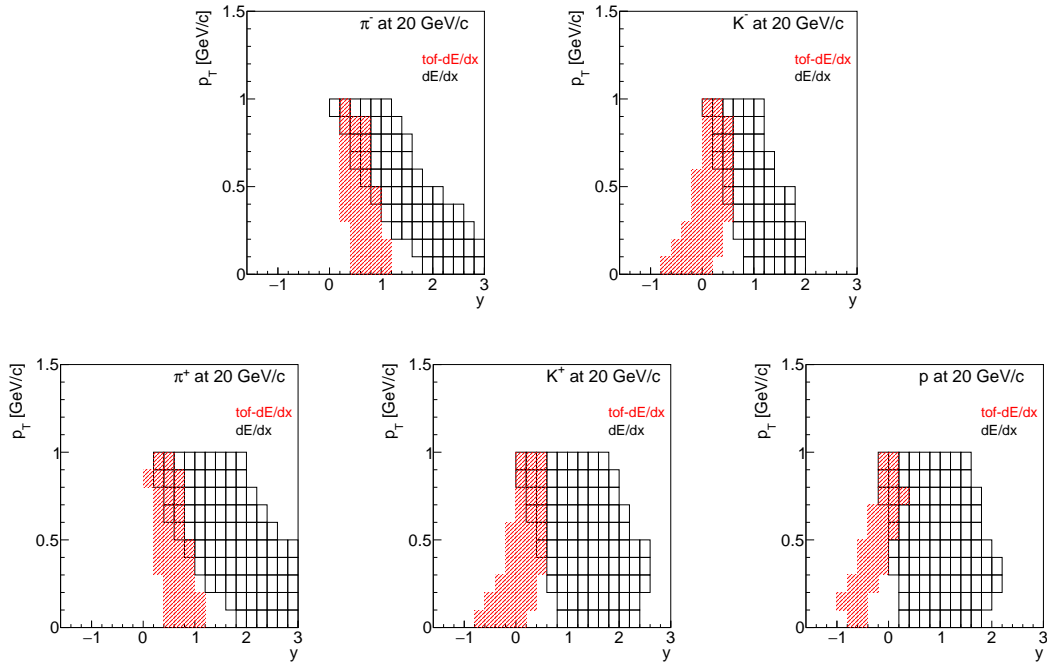 p_T [GeV/c]
1.5
π⁻ at 20 GeV/c
tof-dE/dx
dE/dx
1
0.5
0
−1 0 1 2 3
y
p_T [GeV/c]
1.5
K⁻ at 20 GeV/c
tof-dE/dx
dE/dx
1
0.5
0
−1 0 1 2 3
y
p_T [GeV/c]
1.5
π⁺ at 20 GeV/c
tof-dE/dx
dE/dx
1
0.5
0
−1 0 1 2 3
y
p_T [GeV/c]
1.5
K⁺ at 20 GeV/c
tof-dE/dx
dE/dx
1
0.5
0
−1 0 1 2 3
y
p_T [GeV/c]
1.5
p at 20 GeV/c
tof-dE/dx
dE/dx
1
0.5
0
−1 0 1 2 3
y